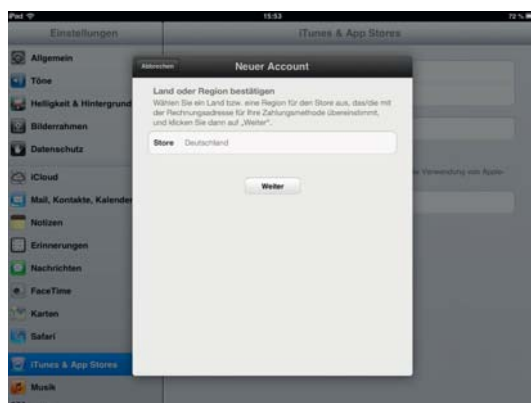 iPad 15:53 72 %
Einstellungen
iTunes & App Stores
Allgemein
Töne
Helligkeit & Hintergrund
Bilderrahmen
Datenschutz
iCloud
Mail, Kontakte, Kalender
Notizen
Erinnerungen
Nachrichten
FaceTime
Karten
Safari
iTunes & App Stores
Musik
Abbrechen
Neuer Account
Land oder Region bestätigen
Wählen Sie ein Land bzw. eine Region für den Store aus, das/die mit
der Rechnungsadresse für Ihre Zahlungsmethode übereinstimmt,
und klicken Sie dann auf „Weiter“.
Store Deutschland
Weiter
Verwendung von Apple-